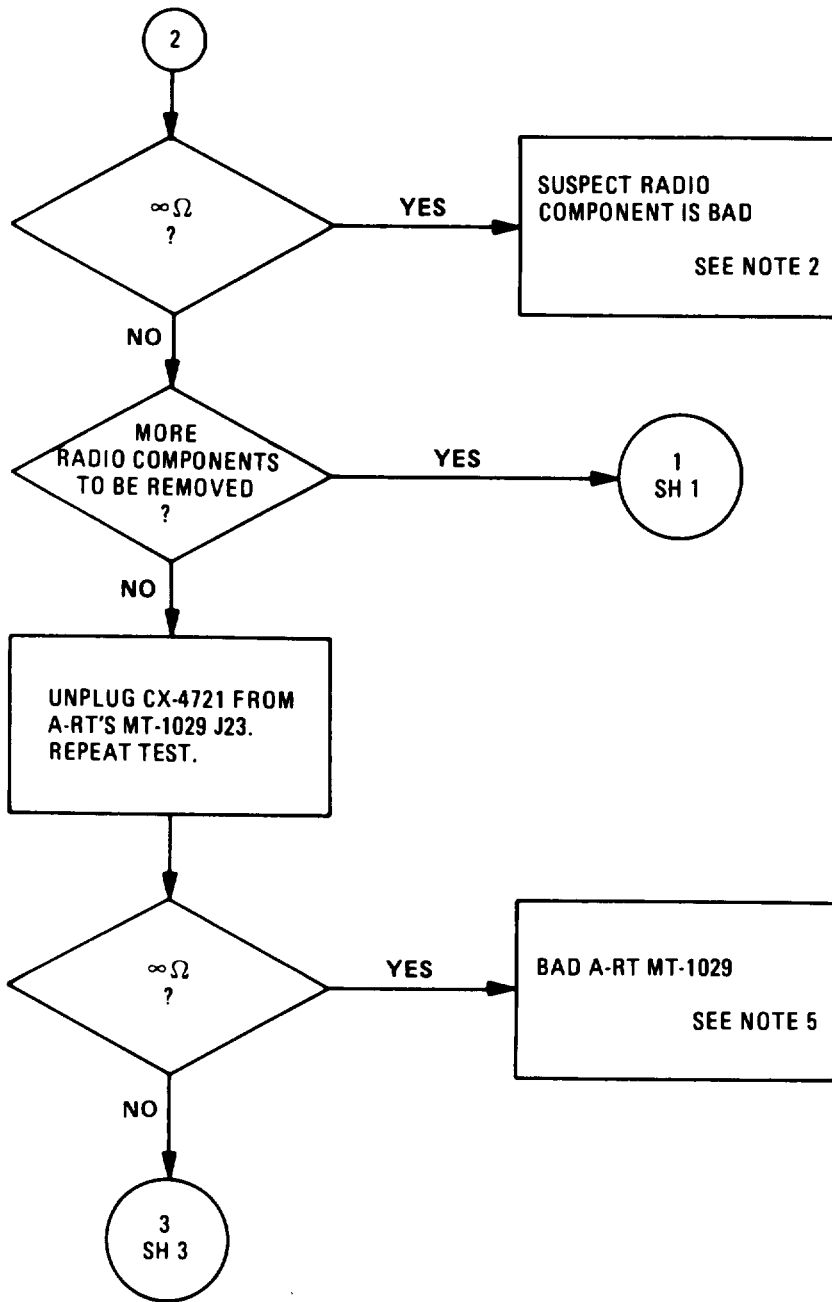 2
∞Ω
?
YES
SUSPECT RADIO
COMPONENT IS BAD
SEE NOTE 2
NO
MORE
RADIO COMPONENTS
TO BE REMOVED
?
YES
1
SH 1
NO
UNPLUG CX-4721 FROM
A-RT'S MT-1029 J23.
REPEAT TEST.
∞Ω
?
YES
BAD A-RT MT-1029
SEE NOTE 5
NO
3
SH 3